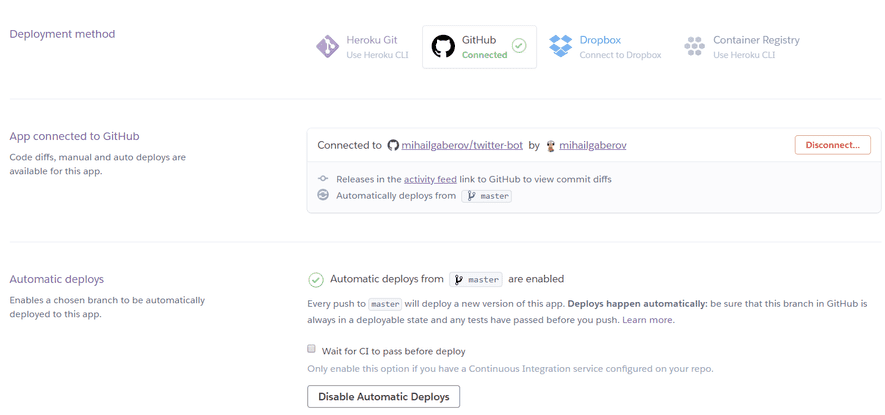 Deployment method
Heroku Git
Use Heroku CLI
GitHub
Connected
Dropbox
Connect to Dropbox
Container Registry
Use Heroku CLI
App connected to GitHub
Code diffs, manual and auto deploys are
available for this app.
Connected to mihailgaberov/twitter-bot by mihailgaberov
Disconnect...
Releases in the activity feed link to GitHub to view commit diffs
Automatically deploys from master
Automatic deploys
Enables a chosen branch to be automatically
deployed to this app.
Automatic deploys from master are enabled
Every push to master will deploy a new version of this app. Deploys happen automatically: be sure that this branch in GitHub is
always in a deployable state and any tests have passed before you push. Learn more.
Wait for CI to pass before deploy
Only enable this option if you have a Continuous Integration service configured on your repo.
Disable Automatic Deploys